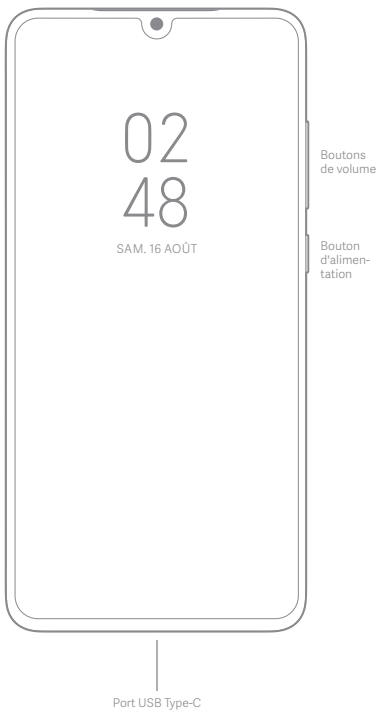 02
48
SAM. 16 AOÛT
Boutons
de volume
Bouton
d'alimen-
tation
Port USB Type-C